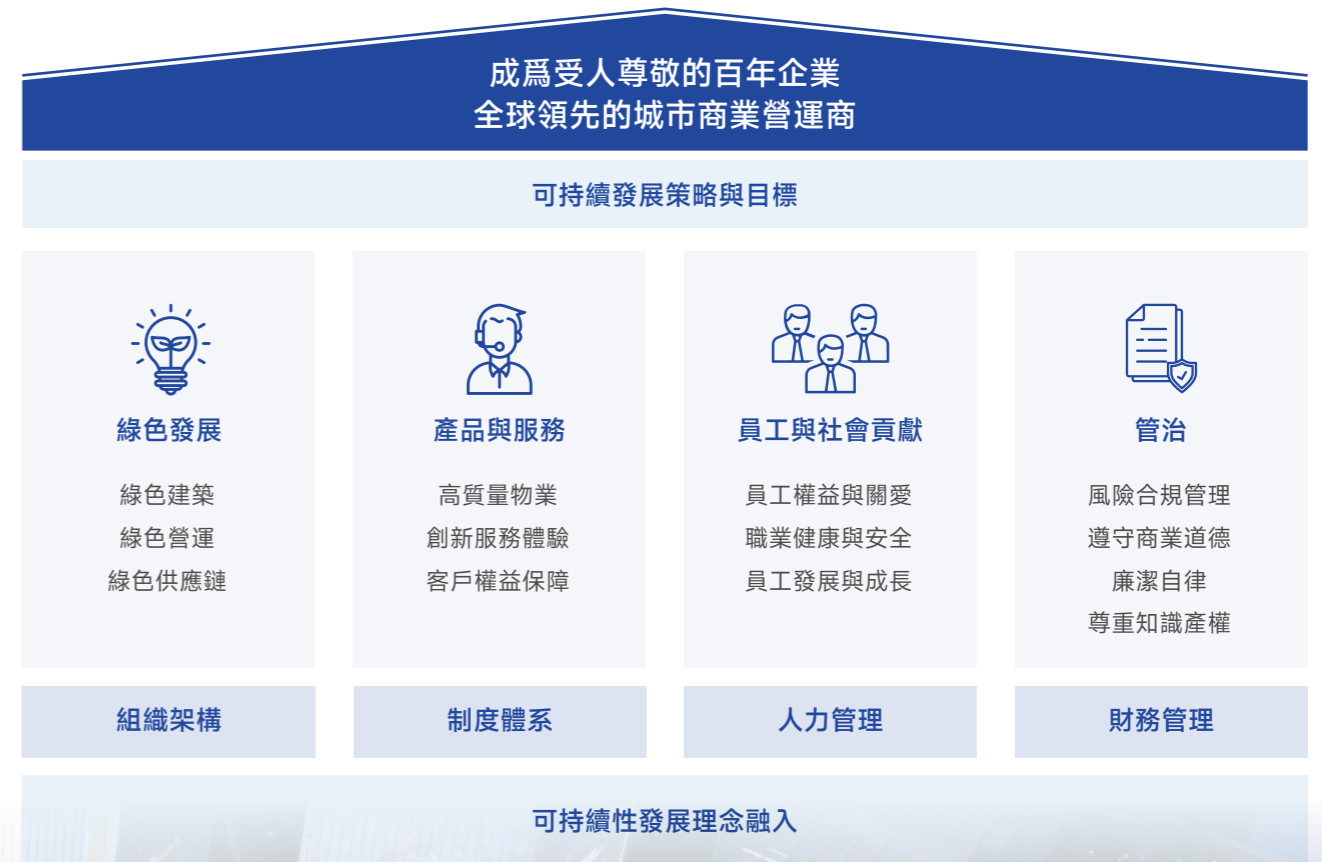 成爲受人尊敬的百年企業
全球領先的城市商業營運商
可持續發展策略與目標
綠色發展
綠色建築
綠色營運
綠色供應鏈
產品與服務
高質量物業
創新服務體驗
客戶權益保障
員工與社會貢獻
員工權益與關愛
職業健康與安全
員工發展與成長
管治
風險合規管理
遵守商業道德
廉潔自律
尊重知識產權
組織架構
制度體系
人力管理
財務管理
可持續性發展理念融入